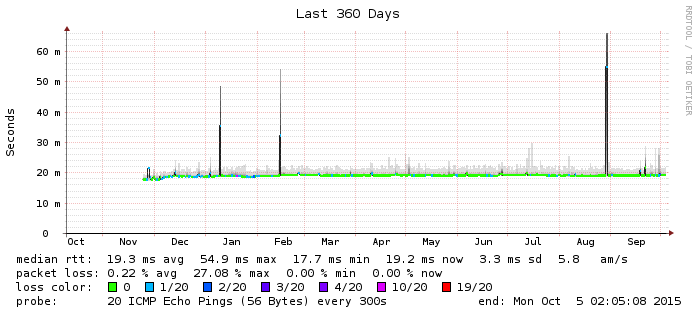 Last 360 Days
RRDTOOL / TOBI OETIKER
Seconds
60 m
50 m
40 m
30 m
20 m
10 m
0
Oct Nov Dec Jan Feb Mar Apr May Jun Jul Aug Sep
median rtt: 19.3 ms avg 54.9 ms max 17.7 ms min 19.2 ms now 3.3 ms sd 5.8 am/s
packet loss: 0.22 % avg 27.08 % max 0.00 % min 0.00 % now
loss color: 0 1/20 2/20 3/20 4/20 10/20 19/20
probe: 20 ICMP Echo Pings (56 Bytes) every 300s end: Mon Oct 5 02:05:08 2015